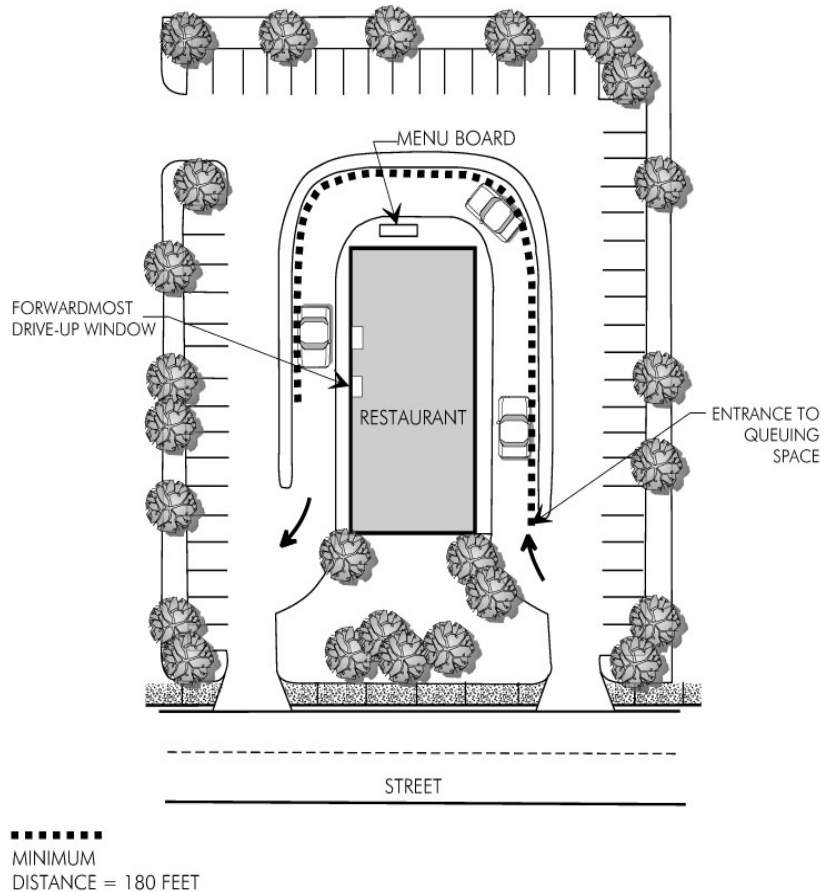 MENU BOARD
FORWARDMOST
DRIVE-UP WINDOW
RESTAURANT
ENTRANCE TO
QUEUING
SPACE
STREET
MINIMUM
DISTANCE = 180 FEET